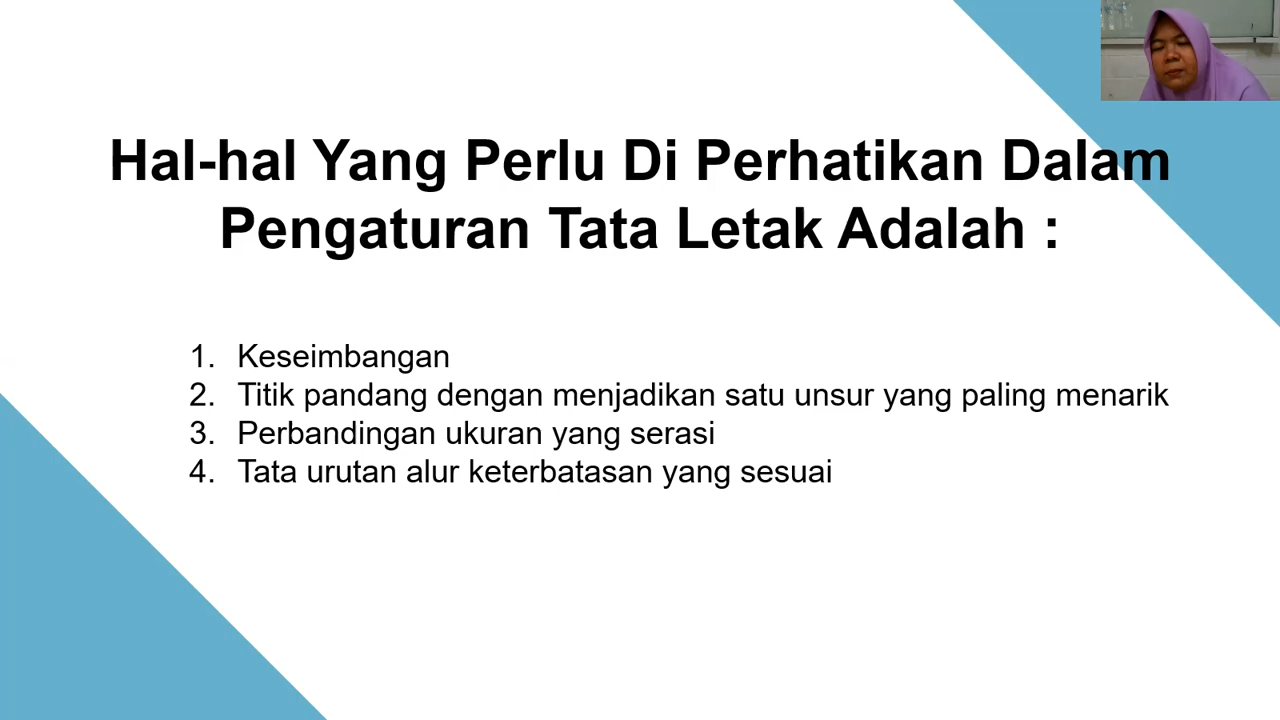 Hal-hal Yang Perlu Di Perhatikan Dalam
Pengaturan Tata Letak Adalah :
1. Keseimbangan
2. Titik pandang dengan menjadikan satu unsur yang paling menarik
3. Perbandingan ukuran yang serasi
4. Tata urutan alur keterbatasan yang sesuai